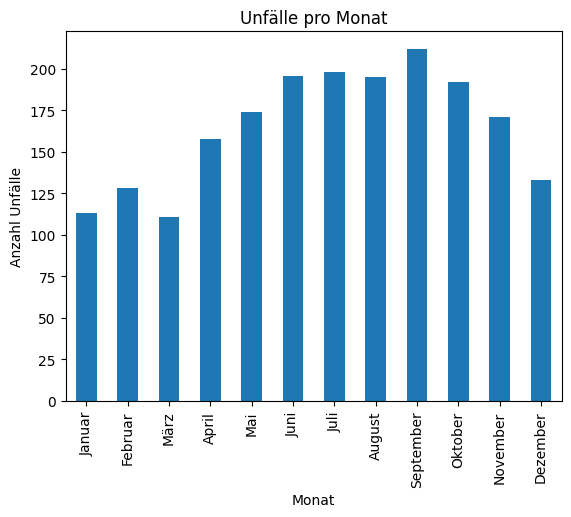 Unfälle pro Monat
Anzahl Unfälle
200
175
150
125
100
75
50
25
0
Januar
Februar
März
April
Mai
Juni
Juli
August
September
Oktober
November
Dezember
Monat